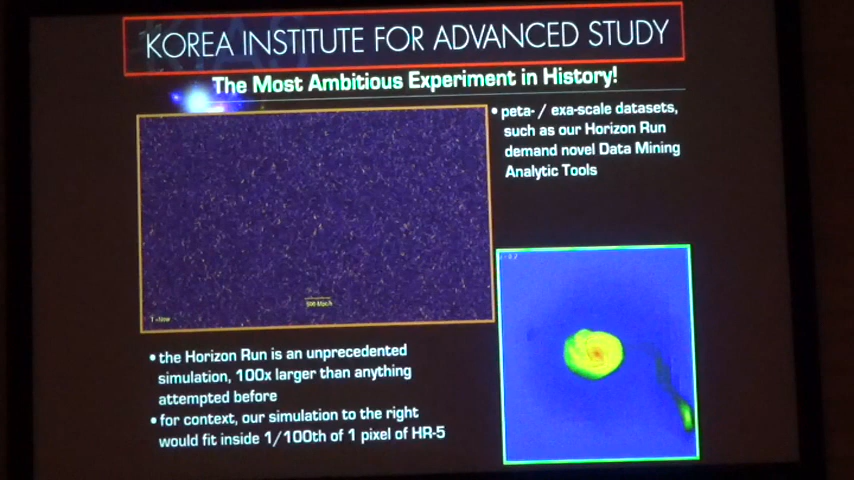 KOREA INSTITUTE FOR ADVANCED STUDY
The Most Ambitious Experiment in History!
• peta- / exa-scale datasets,
such as our Horizon Run
demand novel Data Mining
Analytic Tools
500 Mpc/h
• the Horizon Run is an unprecedented
simulation, 100x larger than anything
attempted before
• for context, our simulation to the right
would fit inside 1/100th of 1 pixel of HR-5